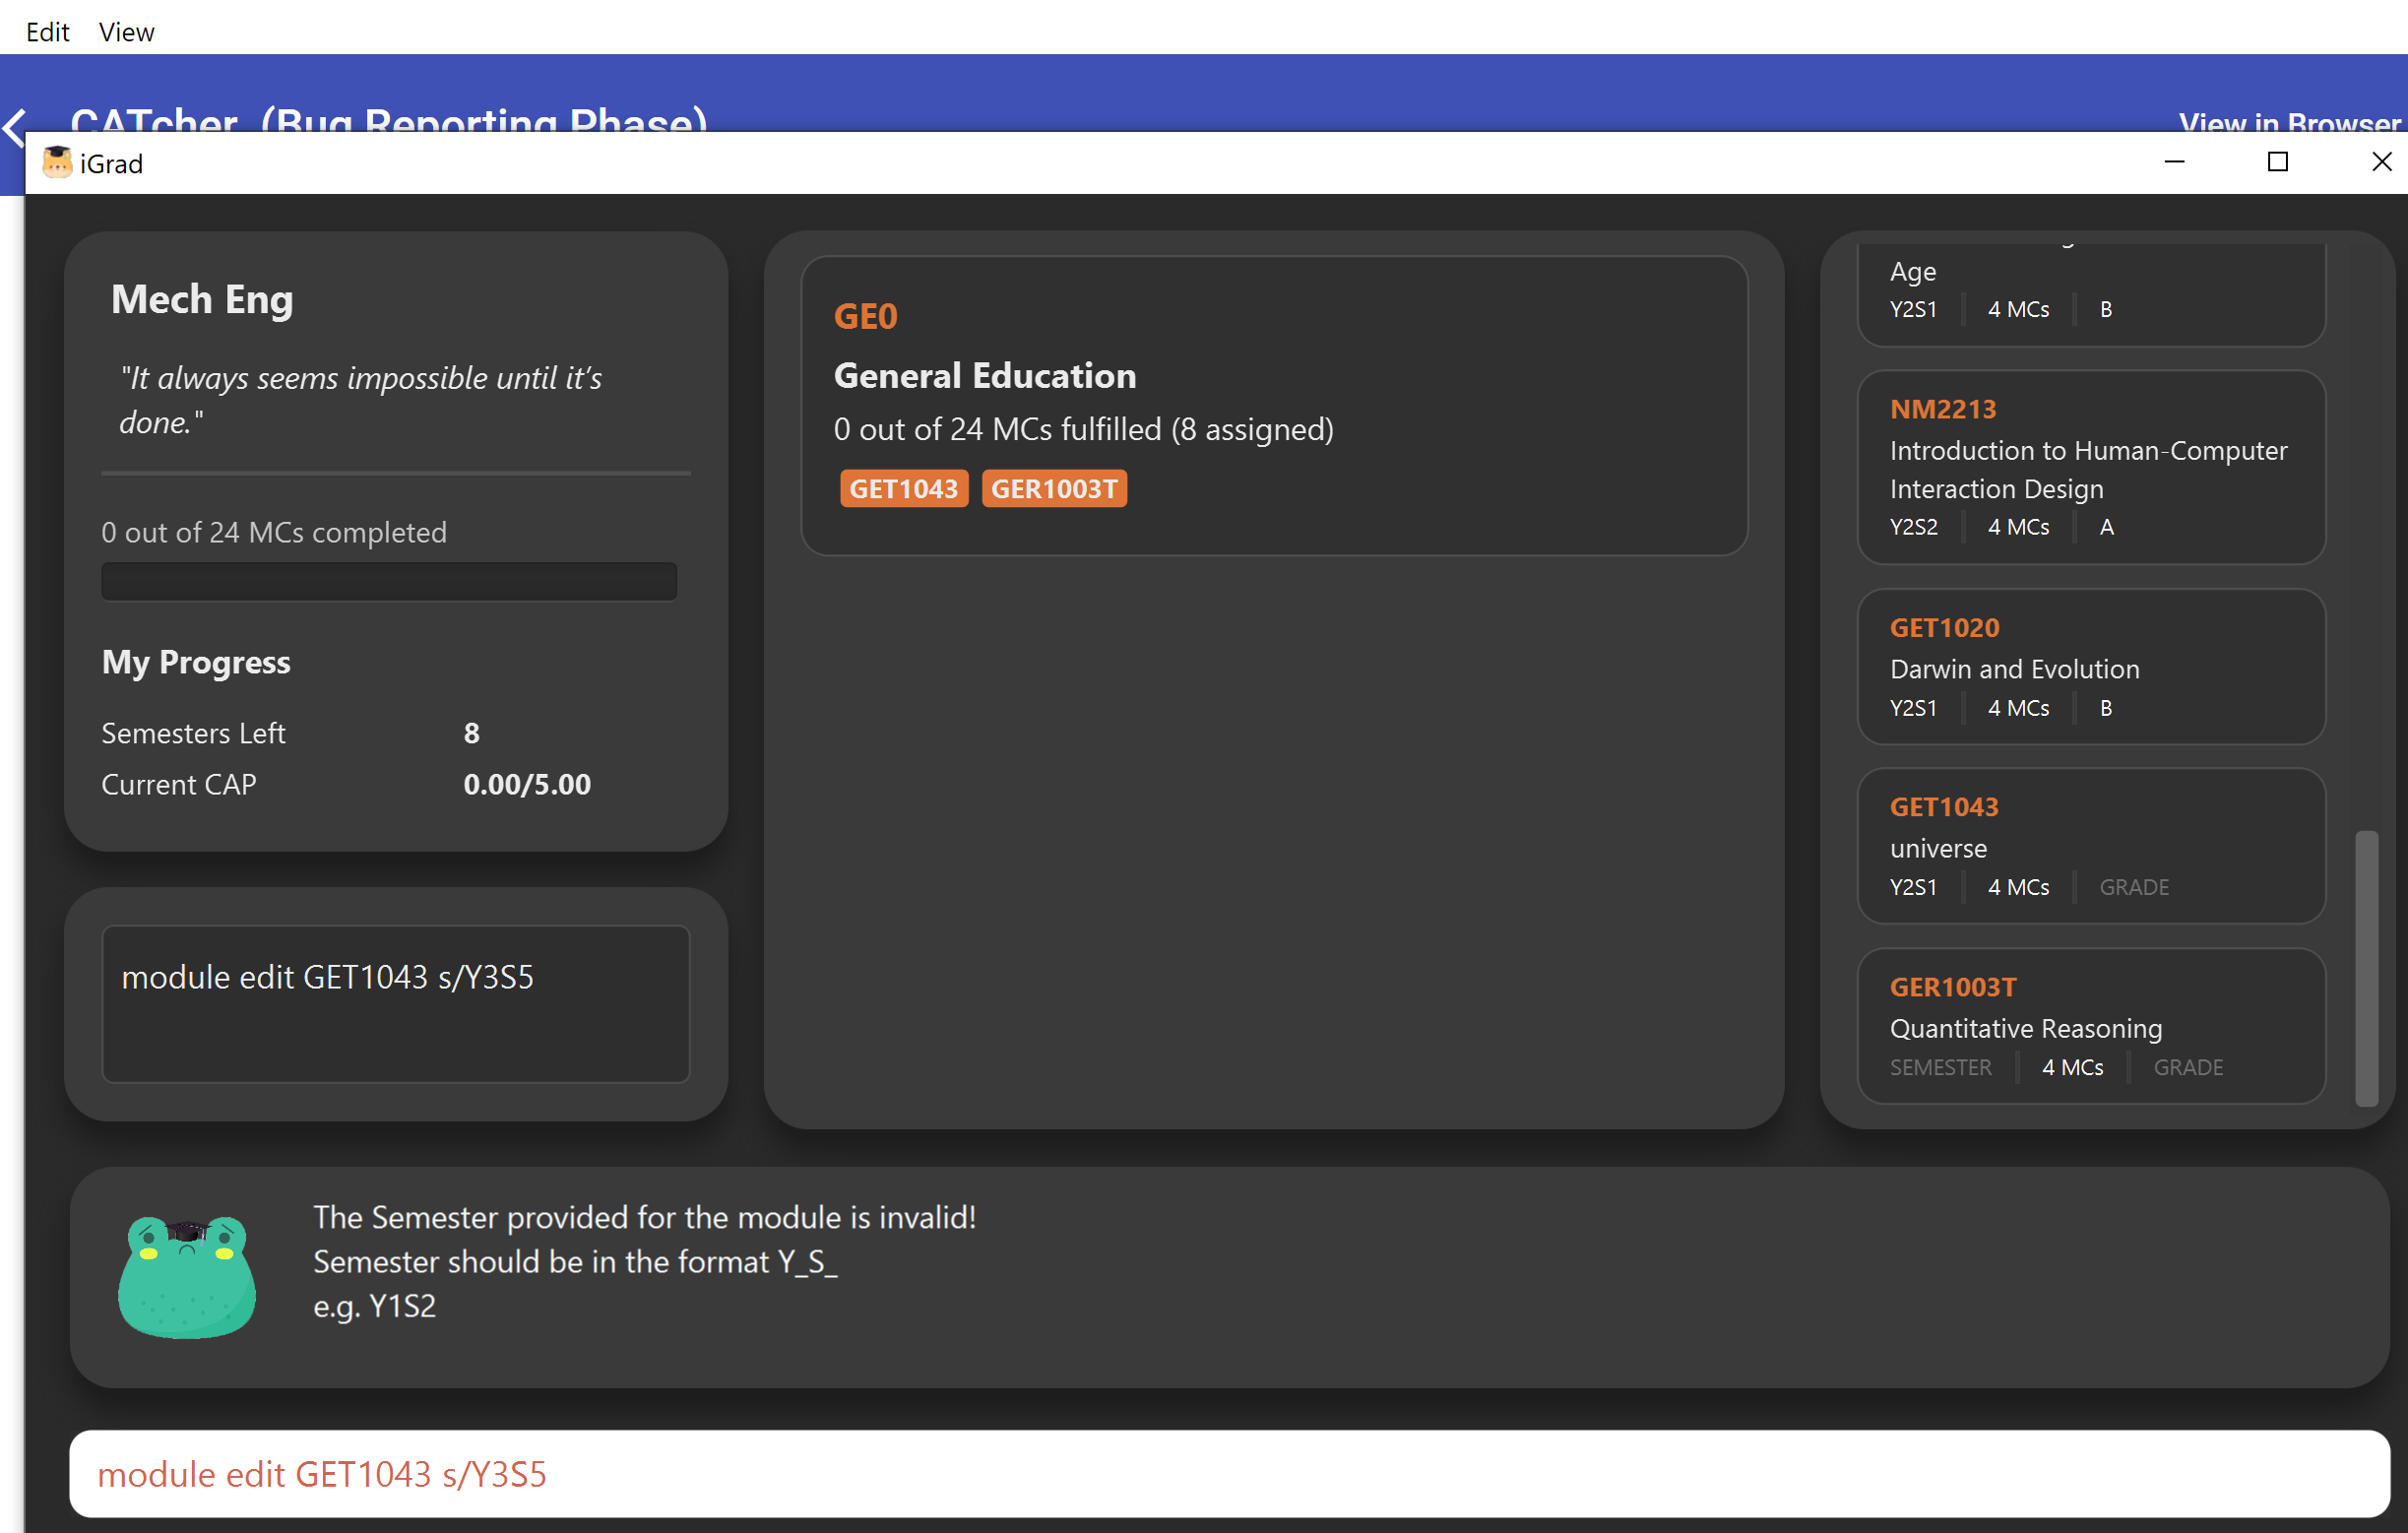 Edit View
CATcher (Bug Reporting Phase)
View in Browser
iGrad
Mech Eng
"It always seems impossible until it's
done."
0 out of 24 MCs completed
My Progress
Semesters Left 8
Current CAP 0.00/5.00
module edit GET1043 s/Y3S5
GE0
General Education
0 out of 24 MCs fulfilled (8 assigned)
GET1043 GER1003T
Age
Y2S1 4 MCs B
NM2213
Introduction to Human-Computer
Interaction Design
Y2S2 4 MCs A
GET1020
Darwin and Evolution
Y2S1 4 MCs B
GET1043
universe
Y2S1 4 MCs GRADE
GER1003T
Quantitative Reasoning
SEMESTER 4 MCs GRADE
The Semester provided for the module is invalid!
Semester should be in the format Y_S_
e.g. Y1S2
module edit GET1043 s/Y3S5